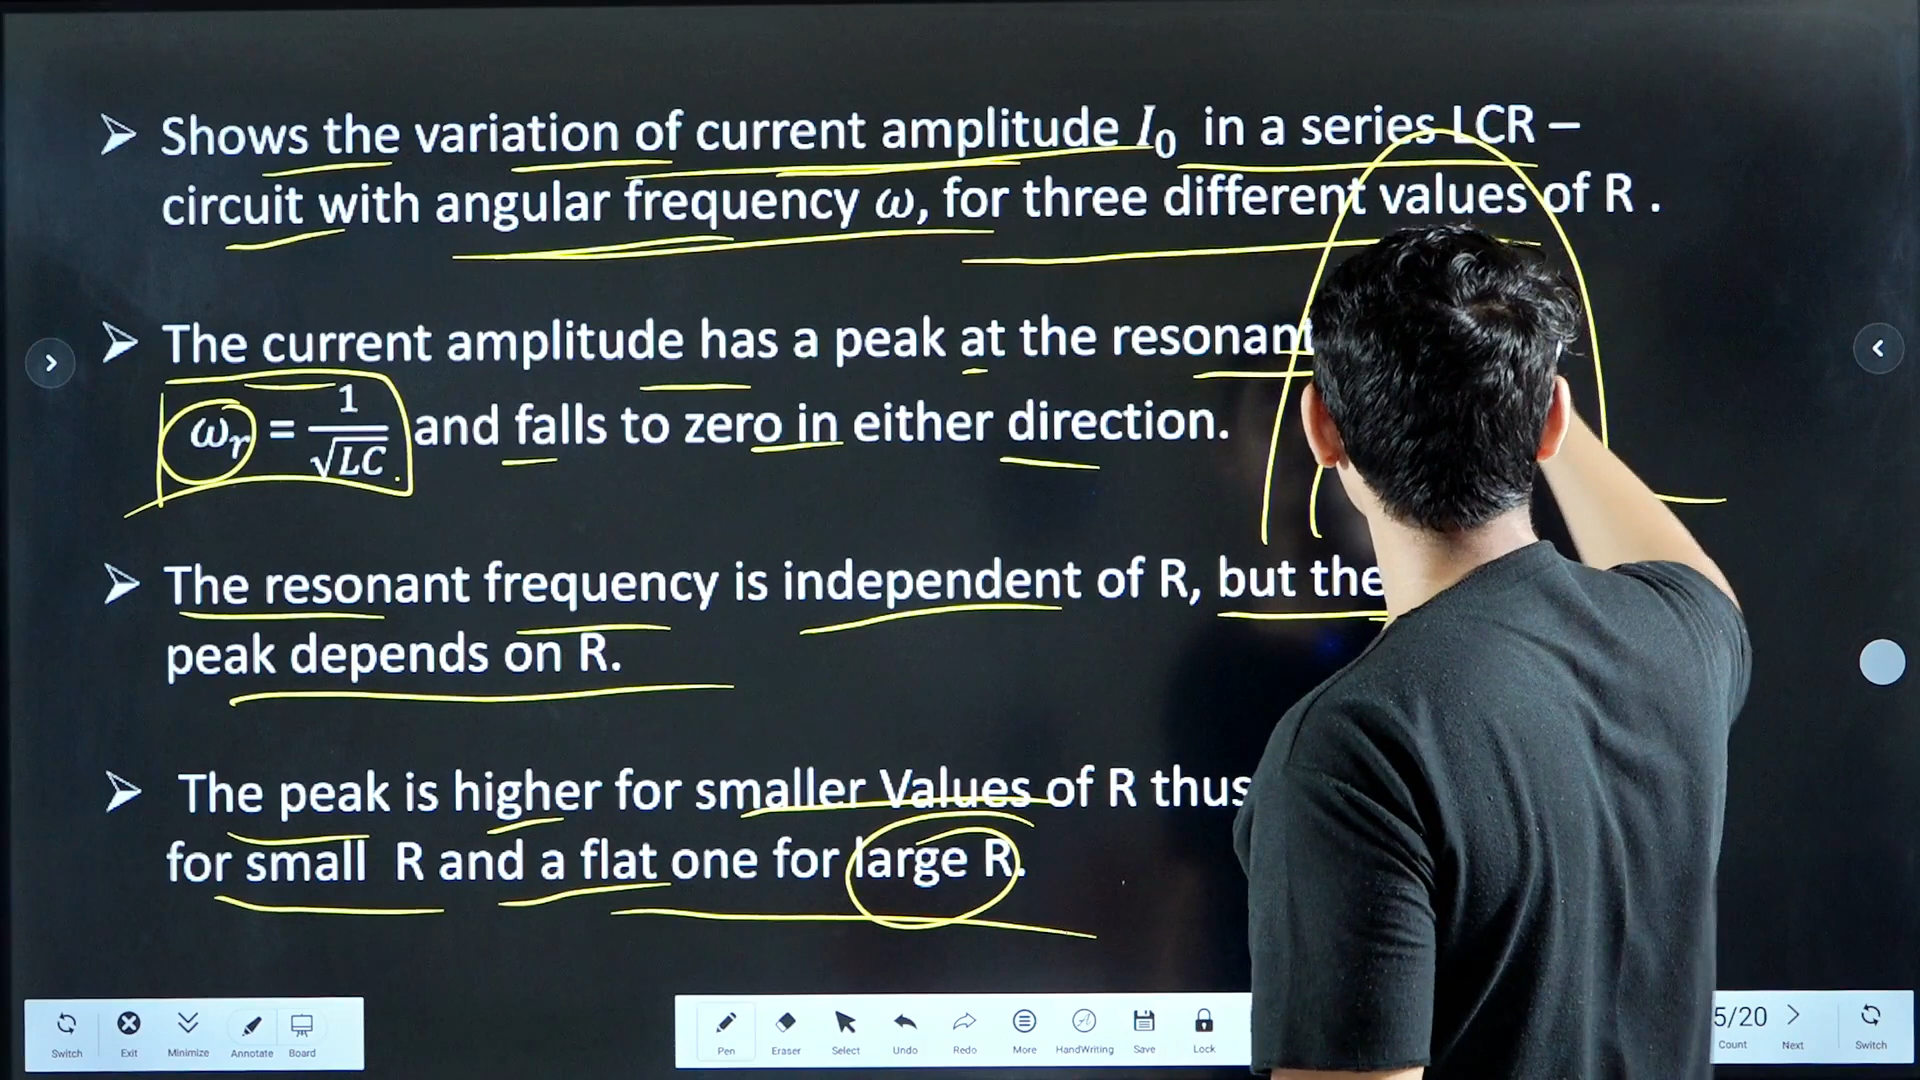 ➤ Shows the variation of current amplitude I₀ in a series LCR –
circuit with angular frequency ω, for three different values of R .
➤ The current amplitude has a peak at the resonant
ωᵣ = 1/√LC and falls to zero in either direction.
➤ The resonant frequency is independent of R, but the
peak depends on R.
➤ The peak is higher for smaller Values of R thus
for small R and a flat one for large R.
Switch Exit Minimize Annotate Board
Pen Eraser Select Undo Redo More HandWriting Save Lock
5/20
Count Next Switch